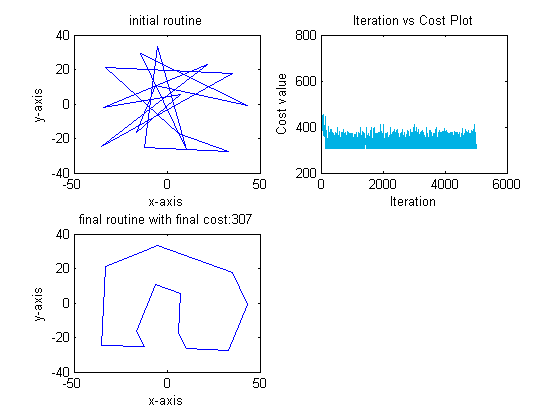 initial routine
40
20
0
-20
-40
-50
0
50
y-axis
x-axis
Iteration vs Cost Plot
800
600
400
200
0
2000
4000
6000
Cost value
Iteration
final routine with final cost:307
40
20
0
-20
-40
-50
0
50
y-axis
x-axis